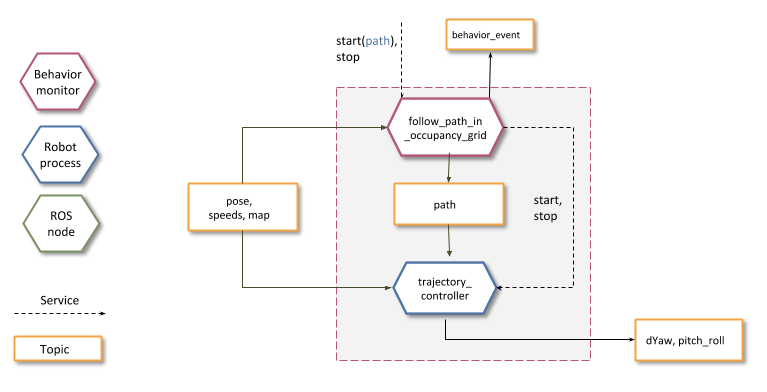 start(path),
stop
behavior_event
Behavior
monitor
follow_path_in
_occupancy_grid
Robot
process
pose,
speeds, map
path
start,
stop
ROS
node
trajectory_
controller
Service
Topic
dYaw, pitch_roll